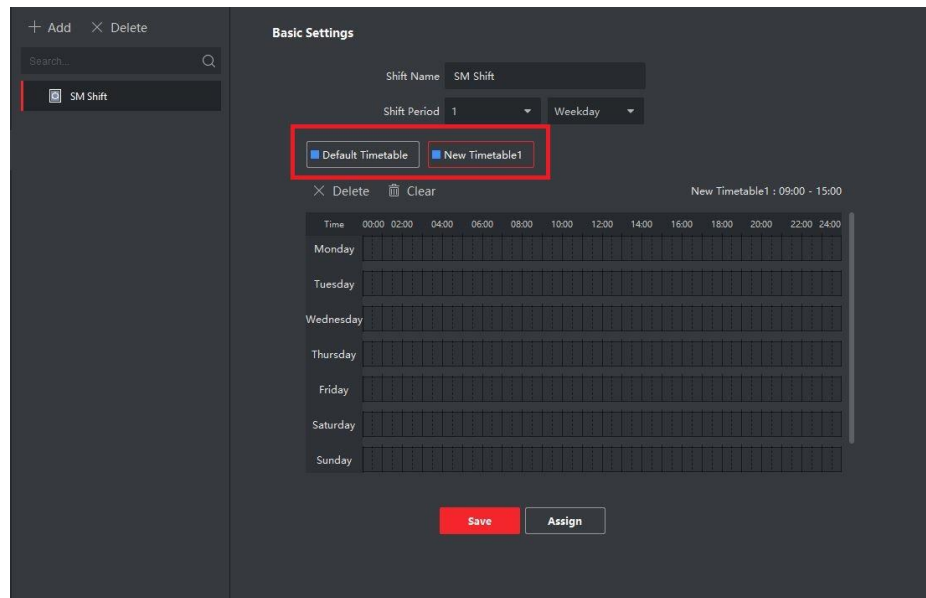 Add Delete
Basic Settings
Search...
SM Shift
Shift Name SM Shift
Shift Period 1 Weekday
Default Timetable New Timetable1
Delete Clear New Timetable1 : 09:00 - 15:00
Time 00:00 02:00 04:00 06:00 08:00 10:00 12:00 14:00 16:00 18:00 20:00 22:00 24:00
Monday
Tuesday
Wednesday
Thursday
Friday
Saturday
Sunday
Save Assign